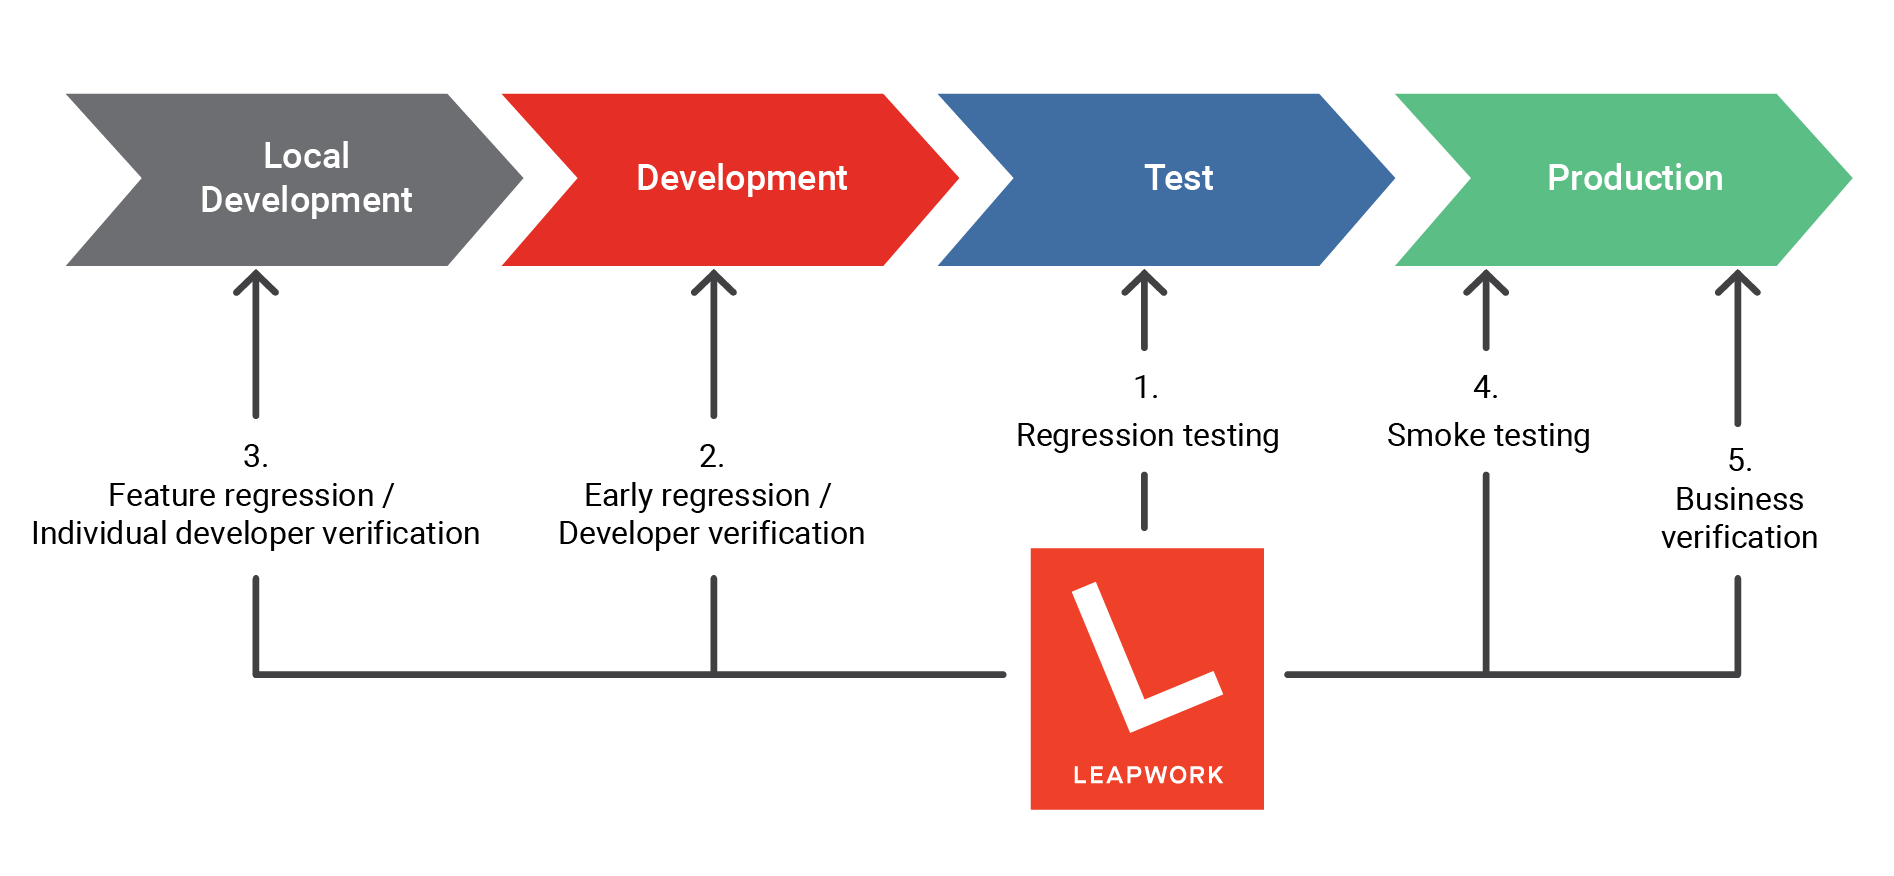 Local
Development
Development
Test
Production
1.
Regression testing
4.
Smoke testing
3.
Feature regression /
Individual developer verification
2.
Early regression /
Developer verification
5.
Business
verification
LEAPWORK